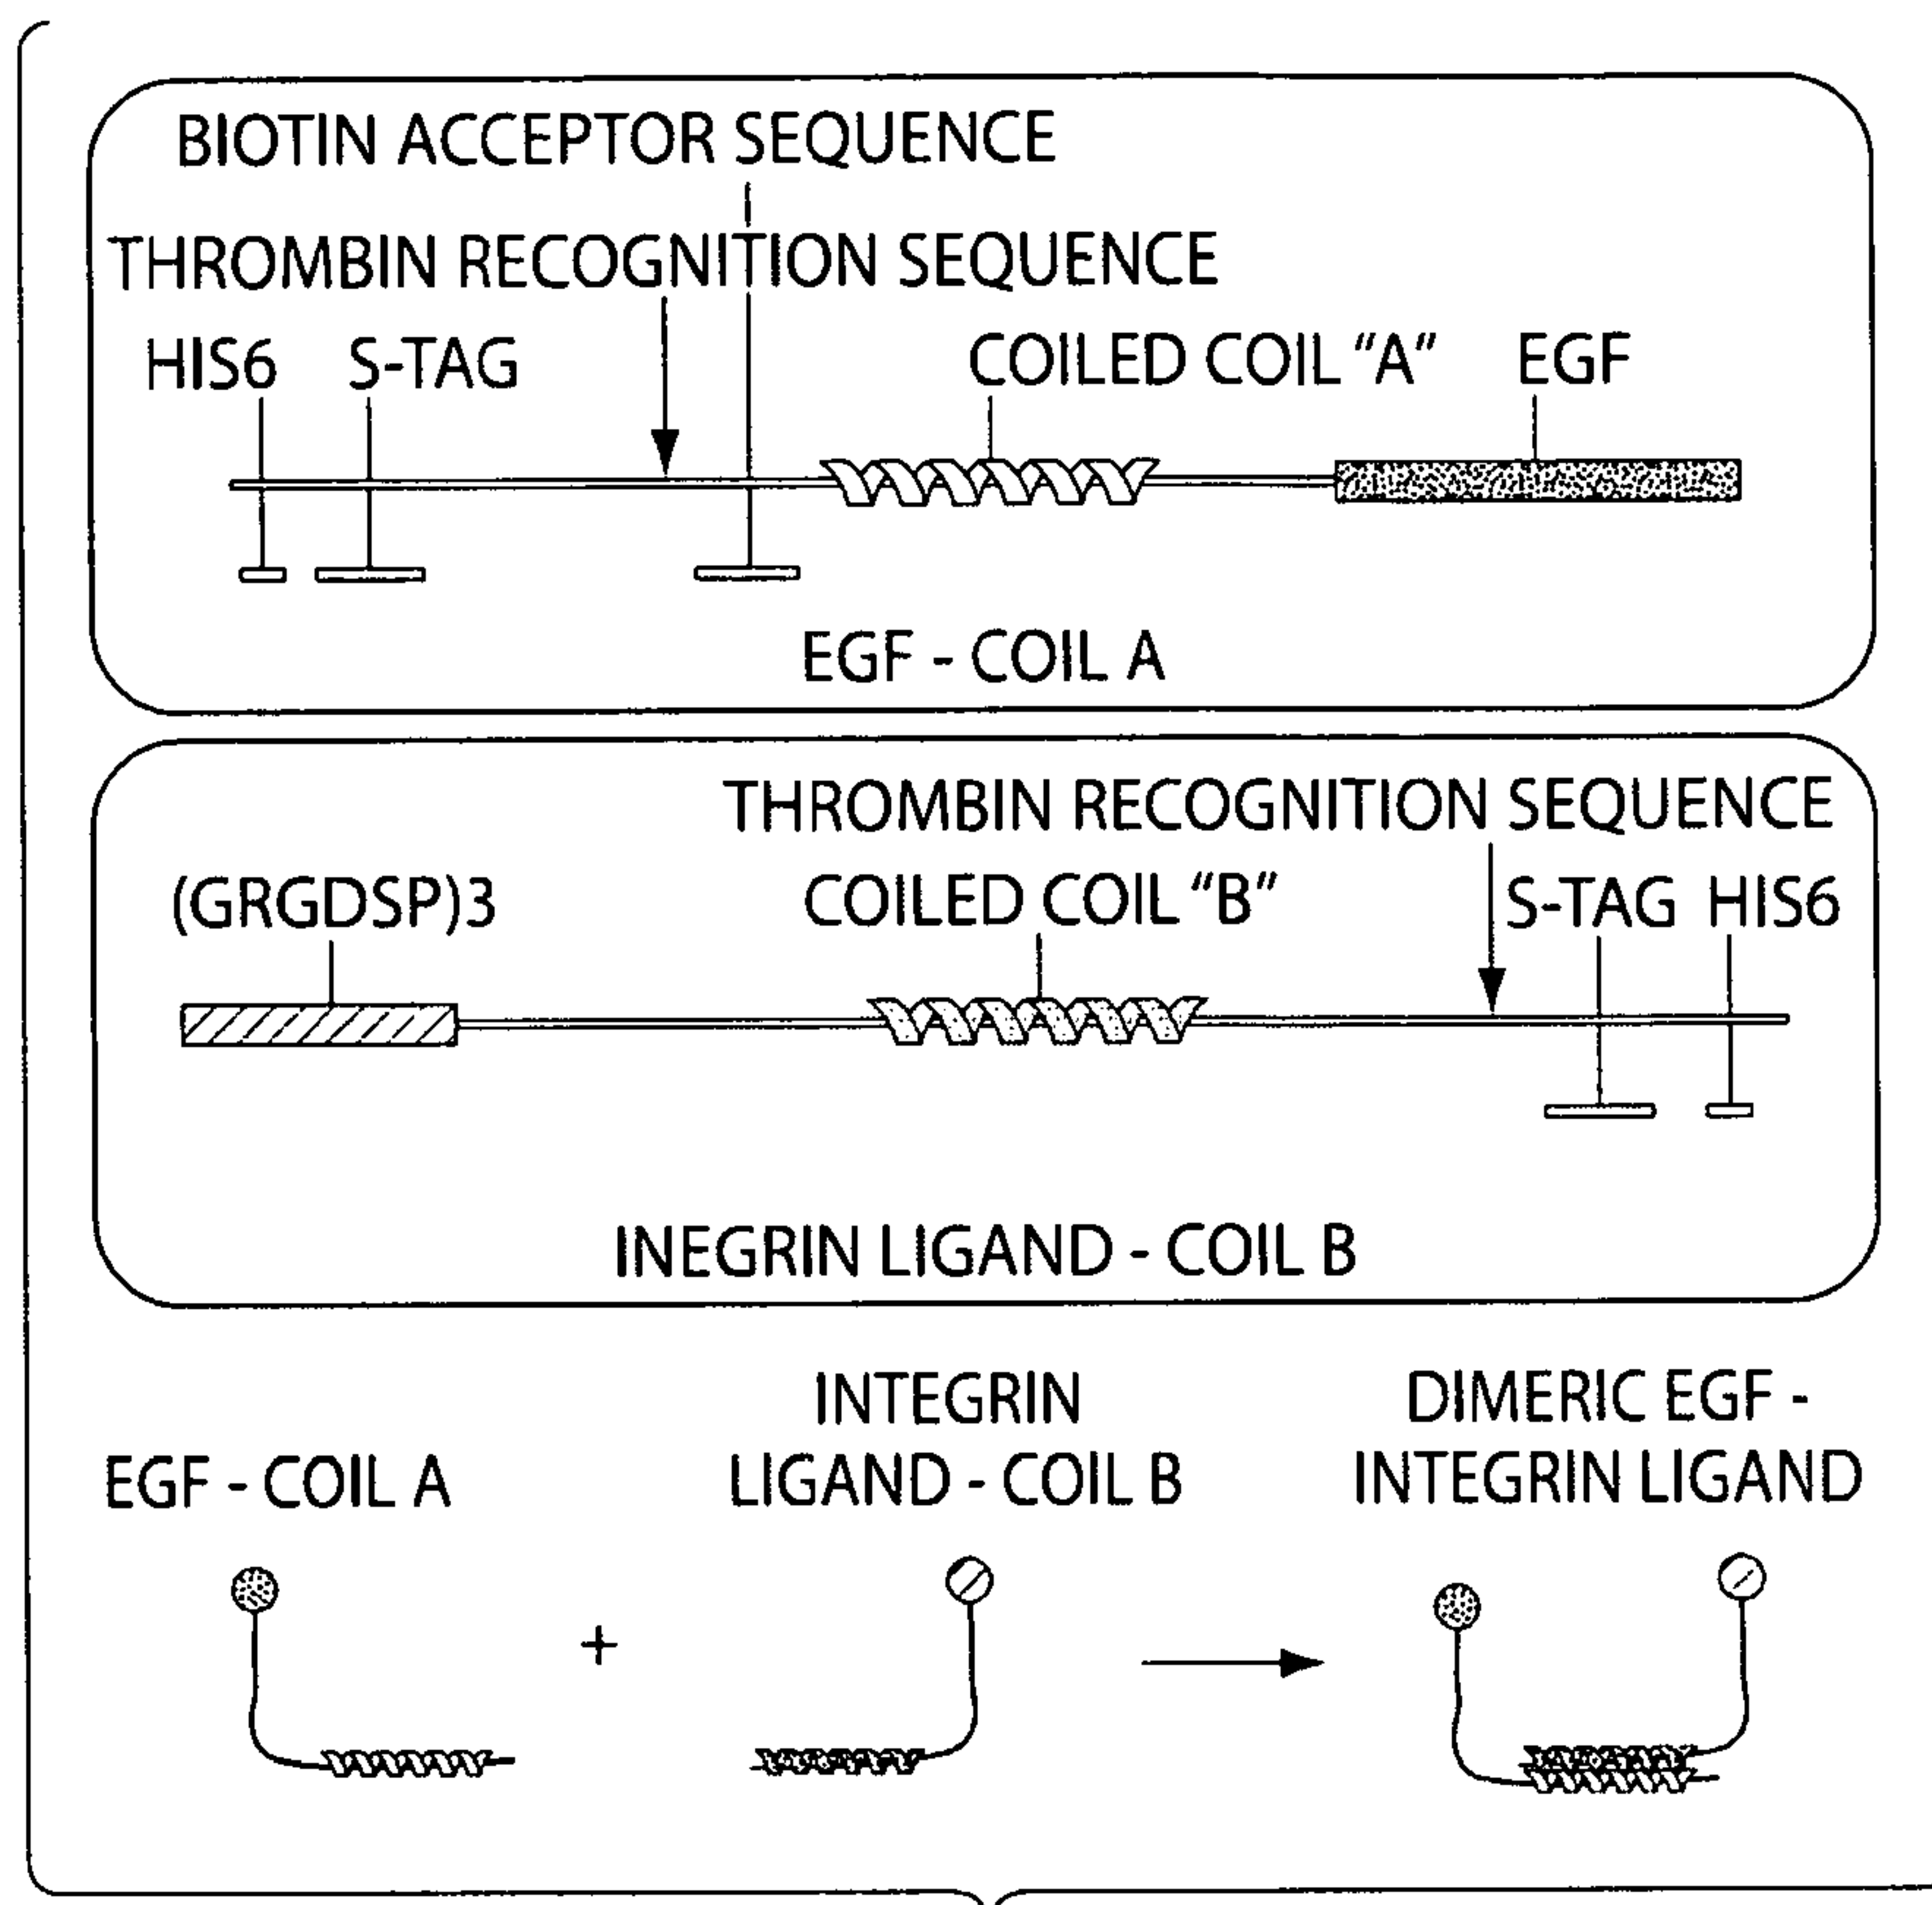 BIOTIN ACCEPTOR SEQUENCE
THROMBIN RECOGNITION SEQUENCE
HIS6 S-TAG COILED COIL "A" EGF
EGF - COIL A
THROMBIN RECOGNITION SEQUENCE
(GRGDSP)3 COILED COIL "B" S-TAG HIS6
INEGRIN LIGAND - COIL B
EGF - COIL A
+
INTEGRIN
LIGAND - COIL B
DIMERIC EGF -
INTEGRIN LIGAND